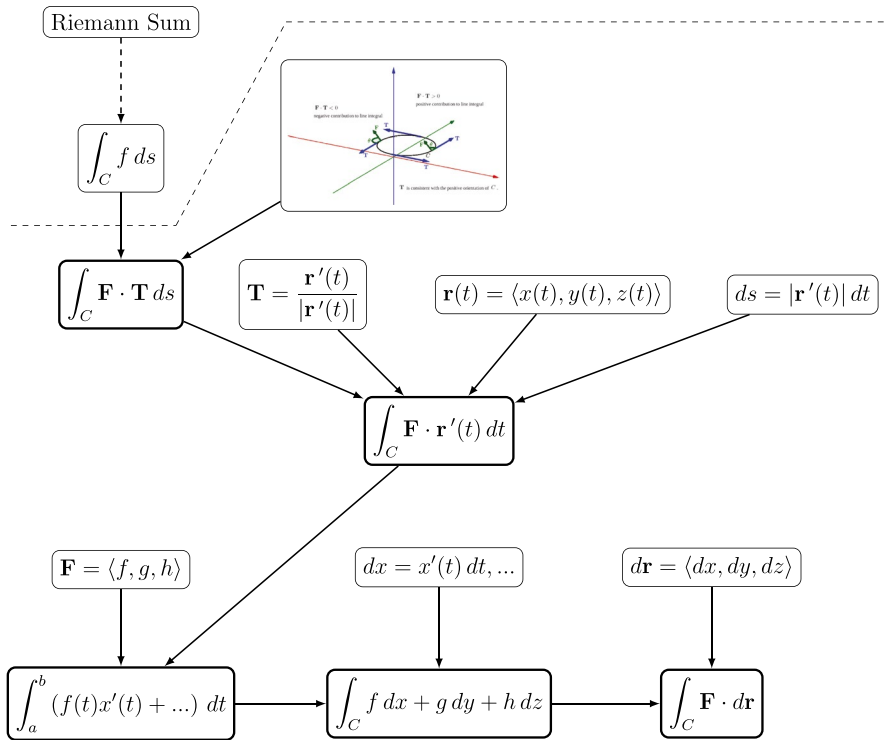 Riemann Sum
F · T > 0
positive contribution to line integral
F · T < 0
negative contribution to line integral
T
F
T
F
T
C
T
∫_C f ds
T is consistent with the positive orientation of C.
∫_C F · T ds
T = r ′(t) / |r ′(t)|
r(t) = ⟨x(t), y(t), z(t)⟩
ds = |r ′(t)| dt
∫_C F · r ′(t) dt
F = ⟨f, g, h⟩
dx = x′(t) dt, ...
dr = ⟨dx, dy, dz⟩
∫_a^b (f(t)x′(t) + ...) dt
∫_C f dx + g dy + h dz
∫_C F · dr